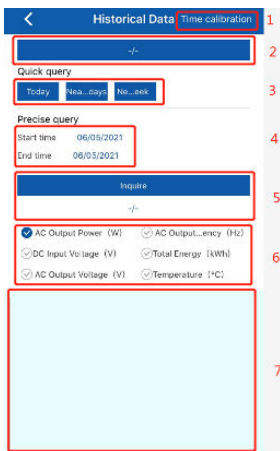 Historical Data Time calibration 1
-/- 2
Quick query
Today Nea...days Ne...eek 3
Precise query
Start time 06/05/2021 4
End time 06/05/2021
Inquire
5
-/-
AC Output Power (W) AC Output...ency (Hz)
DC Input Voltage (V) Total Energy (kWh) 6
AC Output Voltage (V) Temperature (°C)
7